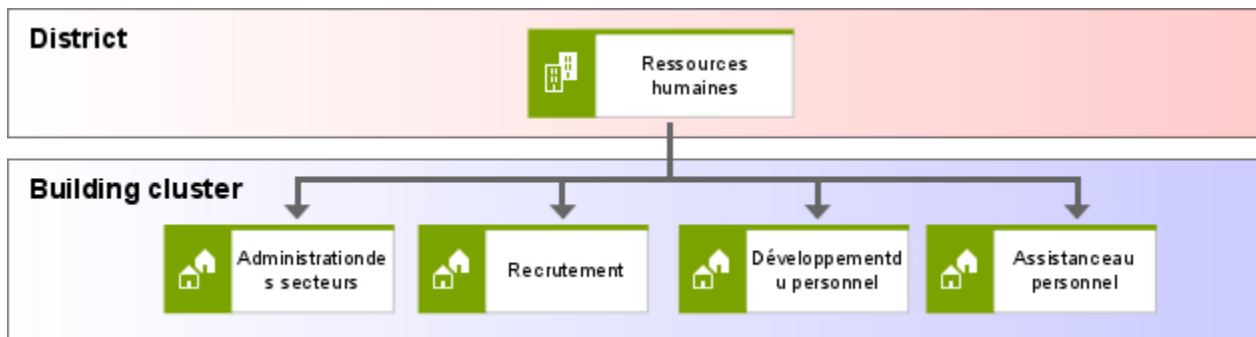 District
Ressources
humaines
Building cluster
Administrationde
s secteurs
Recrutement
Développementd
u personnel
Assistanceau
personnel